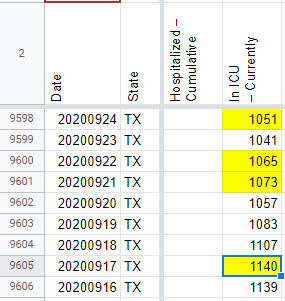 2 Date State Hospitalized – Cumulative In ICU – Currently
9598 20200924 TX 1051
9599 20200923 TX 1041
9600 20200922 TX 1065
9601 20200921 TX 1073
9602 20200920 TX 1057
9603 20200919 TX 1083
9604 20200918 TX 1107
9605 20200917 TX 1140
9606 20200916 TX 1139